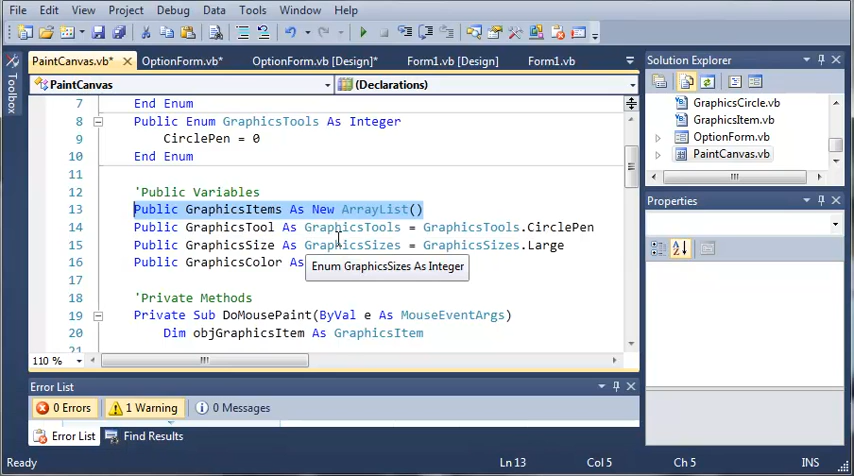 File Edit View Project Debug Data Tools Window Help
PaintCanvas.vb* OptionForm.vb* OptionForm.vb [Design]* Form1.vb [Design] Form1.vb
PaintCanvas (Declarations)
7 End Enum
8 Public Enum GraphicsTools As Integer
9 CirclePen = 0
10 End Enum
11
12 'Public Variables
13 Public GraphicsItems As New ArrayList()
14 Public GraphicsTool As GraphicsTools = GraphicsTools.CirclePen
15 Public GraphicsSize As GraphicsSizes = GraphicsSizes.Large
16 Public GraphicsColor As
Enum GraphicsSizes As Integer
17
18 'Private Methods
19 Private Sub DoMousePaint(ByVal e As MouseEventArgs)
20 Dim objGraphicsItem As GraphicsItem
21
110 %
Toolbox
Solution Explorer
GraphicsCircle.vb
GraphicsItem.vb
OptionForm.vb
PaintCanvas.vb
Properties
Error List
0 Errors 1 Warning 0 Messages
Error List Find Results
Ready Ln 13 Col 5 Ch 5 INS